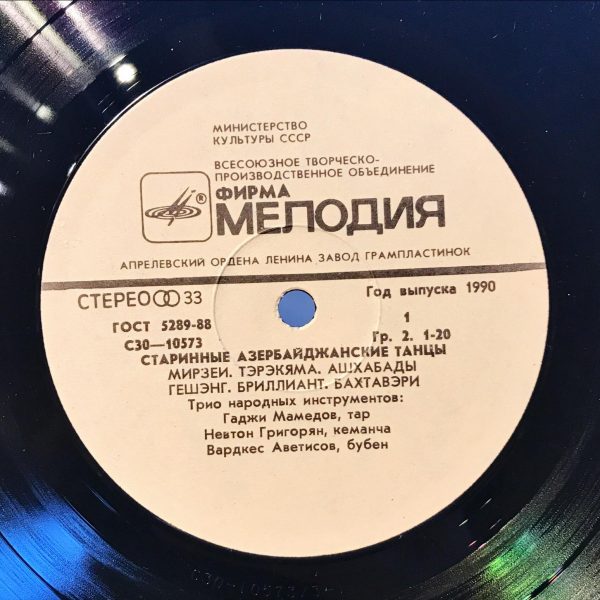 МИНИСТЕРСТВО
КУЛЬТУРЫ СССР
ВСЕСОЮЗНОЕ ТВОРЧЕСКО-
ПРОИЗВОДСТВЕННОЕ ОБЪЕДИНЕНИЕ
®
ФИРМА
МЕЛОДИЯ
АПРЕЛЕВСКИЙ ОРДЕНА ЛЕНИНА ЗАВОД ГРАМПЛАСТИНОК
СТЕРЕО 33
Год выпуска 1990
ГОСТ 5289-88
1
С30—10573
Гр. 2. 1-20
СТАРИННЫЕ АЗЕРБАЙДЖАНСКИЕ ТАНЦЫ
МИРЗЕИ. ТЭРЭКЯМА. АШХАБАДЫ
ГЕШЭНГ. БРИЛЛИАНТ. БАХТАВЭРИ
Трио народных инструментов:
Гаджи Мамедов, тар
Невтон Григорян, кеманча
Вардкес Аветисов, бубен